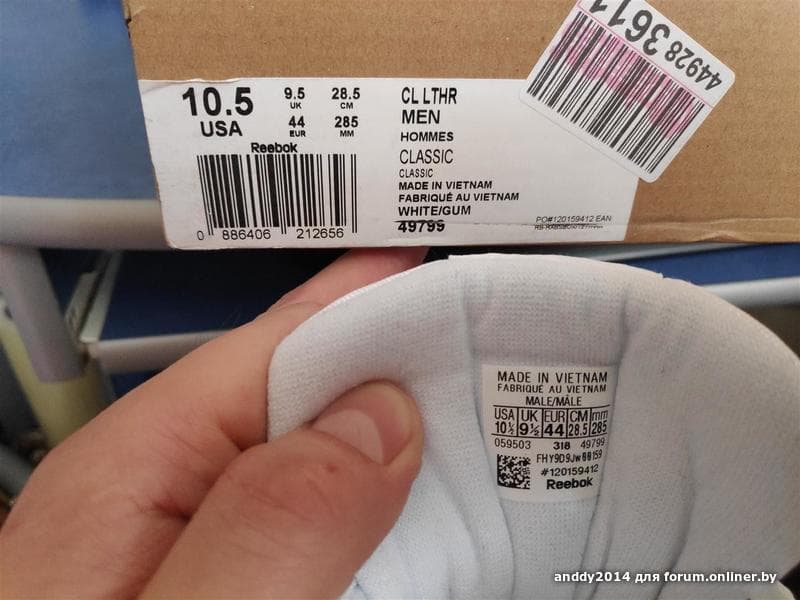 44928 3611
10.5
USA
9.5
UK
28.5
CM
44
EUR
285
MM
Reebok
0 886406 212656
CL LTHR
MEN
HOMMES
CLASSIC
CLASSIC
MADE IN VIETNAM
FABRIQUÉ AU VIETNAM
WHITE/GUM
49799
PO#120159412 EAN
MADE IN VIETNAM
FABRIQUÉ AU VIETNAM
MALE/MÂLE
USA UK EUR CM mm
10½ 9½ 44 28.5 285
059503 318 49799
FHY9D9JW00159
#120159412
Reebok
anddy2014 для forum.onliner.by